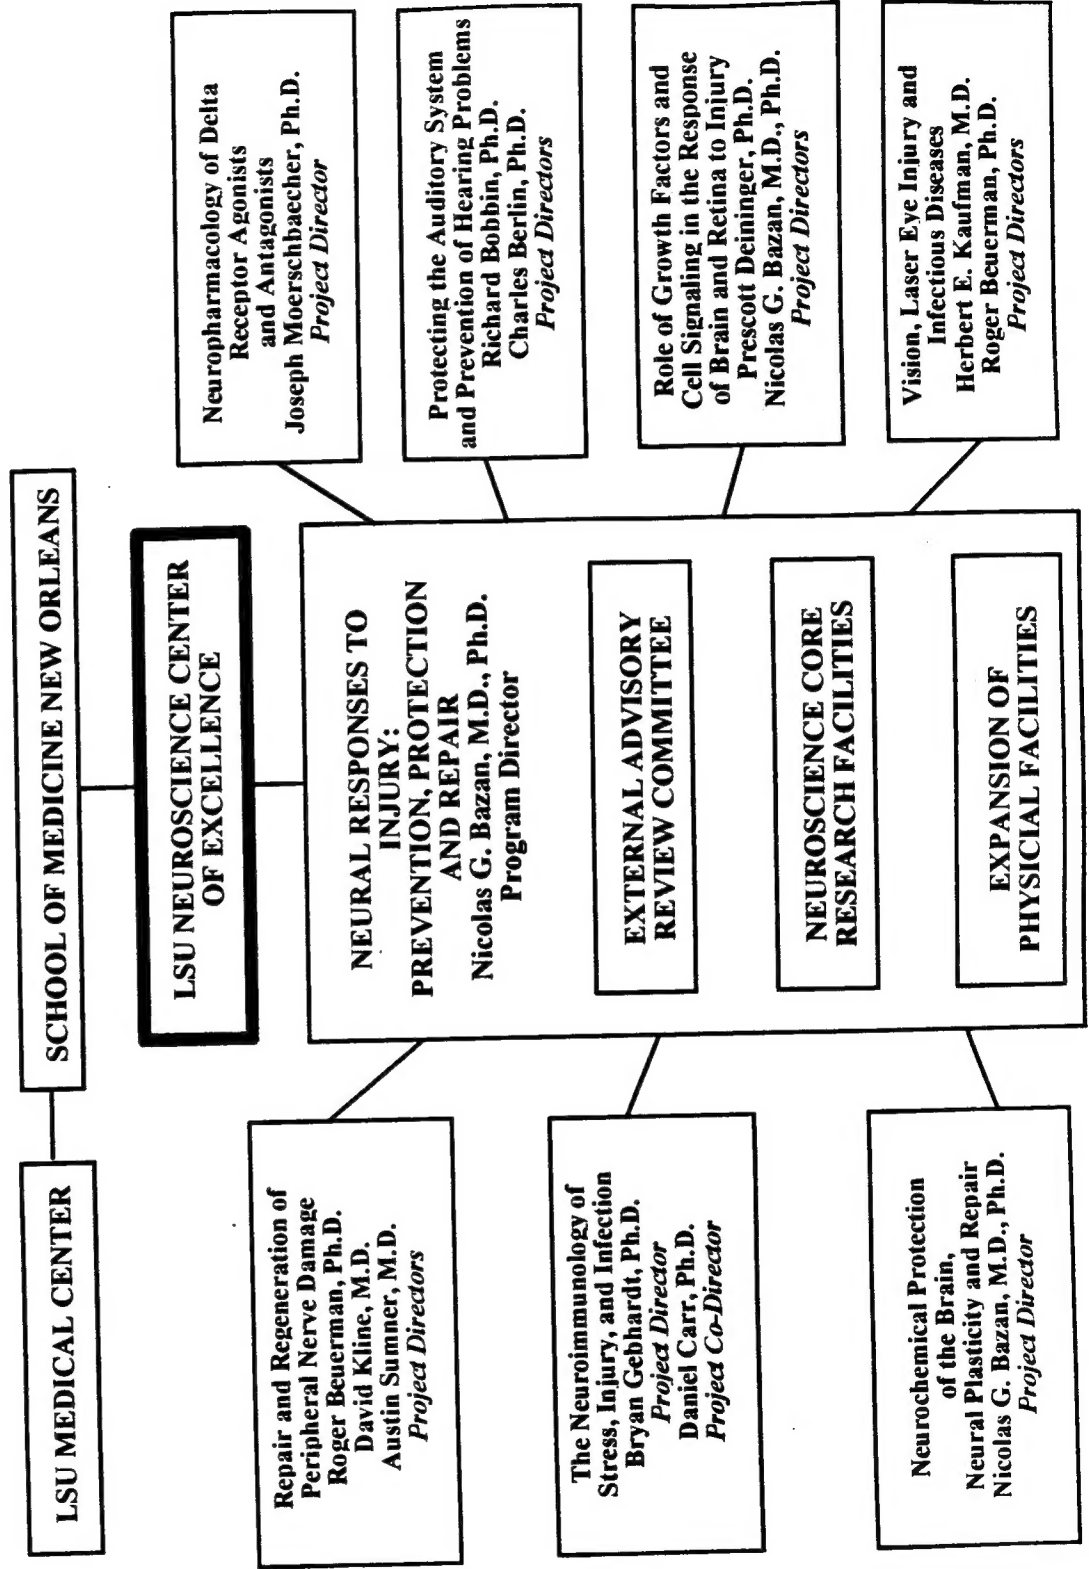 LSU MEDICAL CENTER
SCHOOL OF MEDICINE NEW ORLEANS
LSU NEUROSCIENCE CENTER
OF EXCELLENCE
NEURAL RESPONSES TO
INJURY:
PREVENTION, PROTECTION
AND REPAIR
Nicolas G. Bazan, M.D., Ph.D.
Program Director
EXTERNAL ADVISORY
REVIEW COMMITTEE
NEUROSCIENCE CORE
RESEARCH FACILITIES
EXPANSION OF
PHYSICIAL FACILITIES
Repair and Regeneration of
Peripheral Nerve Damage
Roger Beuerman, Ph.D.
David Kline, M.D.
Austin Sumner, M.D.
Project Directors
The Neuroimmunology of
Stress, Injury, and Infection
Bryan Gebhardt, Ph.D.
Project Director
Daniel Carr, Ph.D.
Project Co-Director
Neurochemical Protection
of the Brain,
Neural Plasticity and Repair
Nicolas G. Bazan, M.D., Ph.D.
Project Director
Neuropharmacology of Delta
Receptor Agonists
and Antagonists
Joseph Moerschbaecher, Ph.D.
Project Director
Protecting the Auditory System
and Prevention of Hearing Problems
Richard Bobbin, Ph.D.
Charles Berlin, Ph.D.
Project Directors
Role of Growth Factors and
Cell Signaling in the Response
of Brain and Retina to Injury
Prescott Deininger, Ph.D.
Nicolas G. Bazan, M.D., Ph.D.
Project Directors
Vision, Laser Eye Injury and
Infectious Diseases
Herbert E. Kaufman, M.D.
Roger Beuerman, Ph.D.
Project Directors